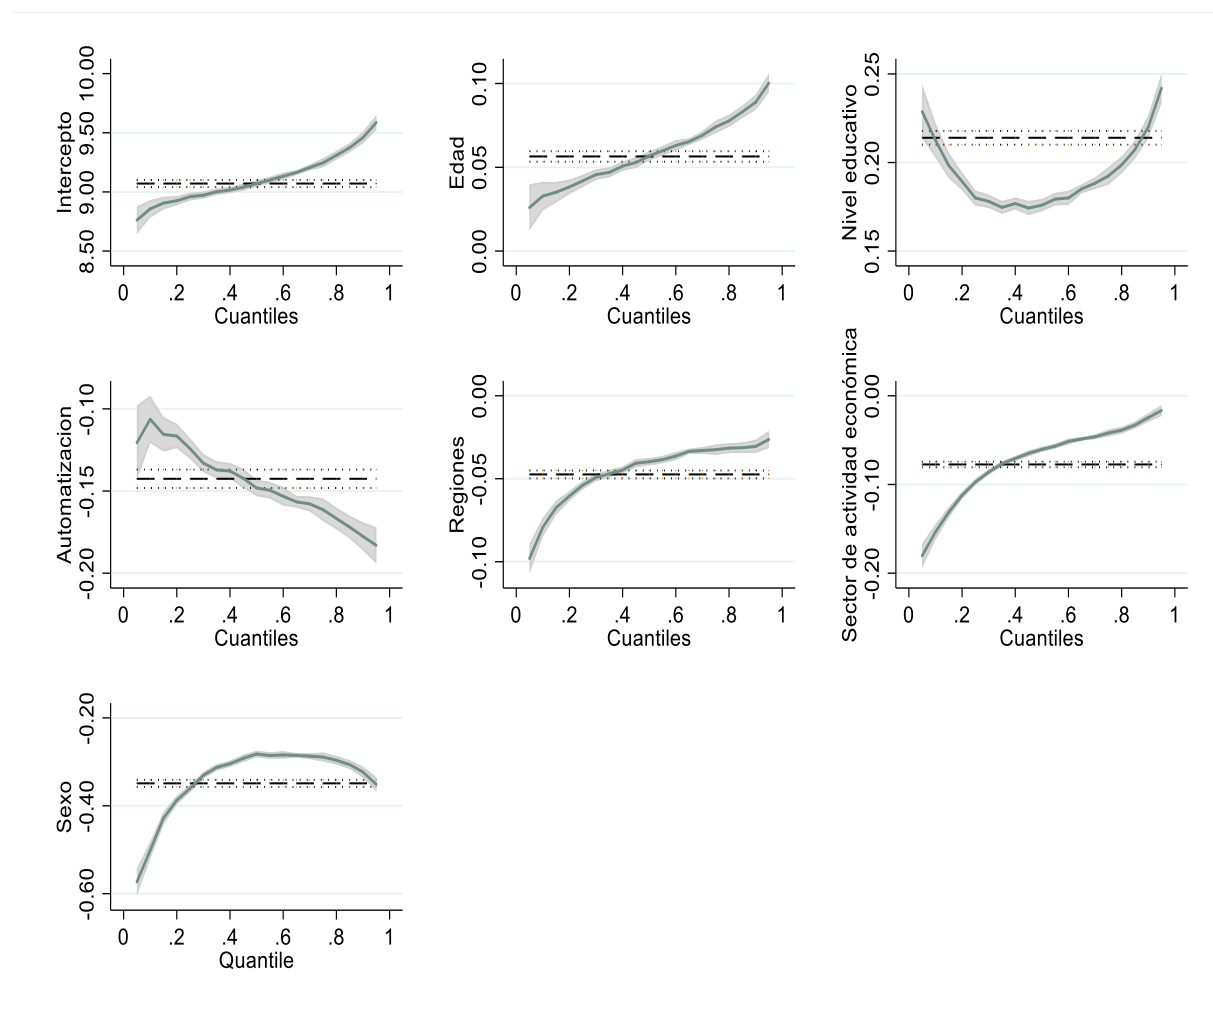 Intercepto
10.00
9.50
9.00
8.50
0 .2 .4 .6 .8 1
Cuantiles
Edad
0.10
0.05
0.00
0 .2 .4 .6 .8 1
Cuantiles
Nivel educativo
0.25
0.20
0.15
0 .2 .4 .6 .8 1
Cuantiles
Automatizacion
-0.10
-0.15
-0.20
0 .2 .4 .6 .8 1
Cuantiles
Regiones
0.00
-0.05
-0.10
0 .2 .4 .6 .8 1
Cuantiles
Sector de actividad económica
0.00
-0.10
-0.20
0 .2 .4 .6 .8 1
Cuantiles
Sexo
-0.20
-0.40
-0.60
0 .2 .4 .6 .8 1
Quantile